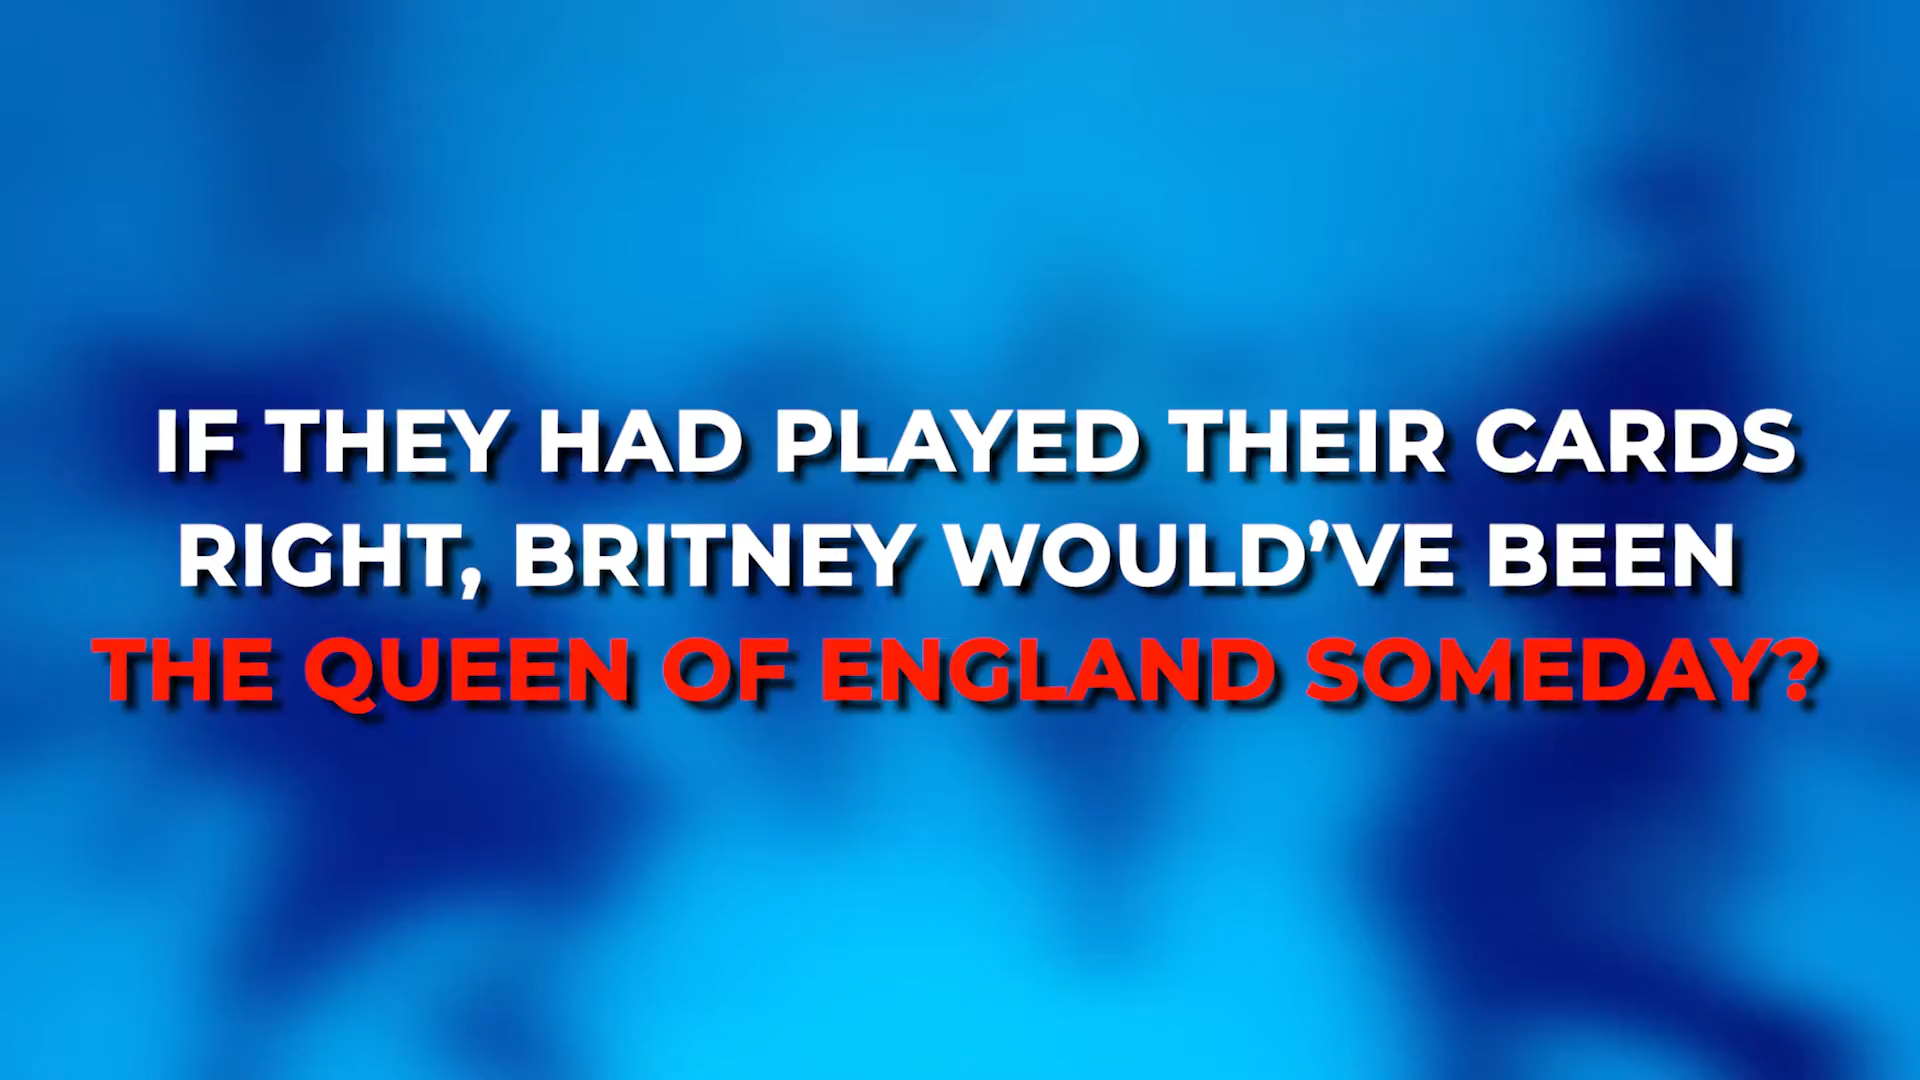 IF THEY HAD PLAYED THEIR CARDS
RIGHT, BRITNEY WOULD’VE BEEN
THE QUEEN OF ENGLAND SOMEDAY?